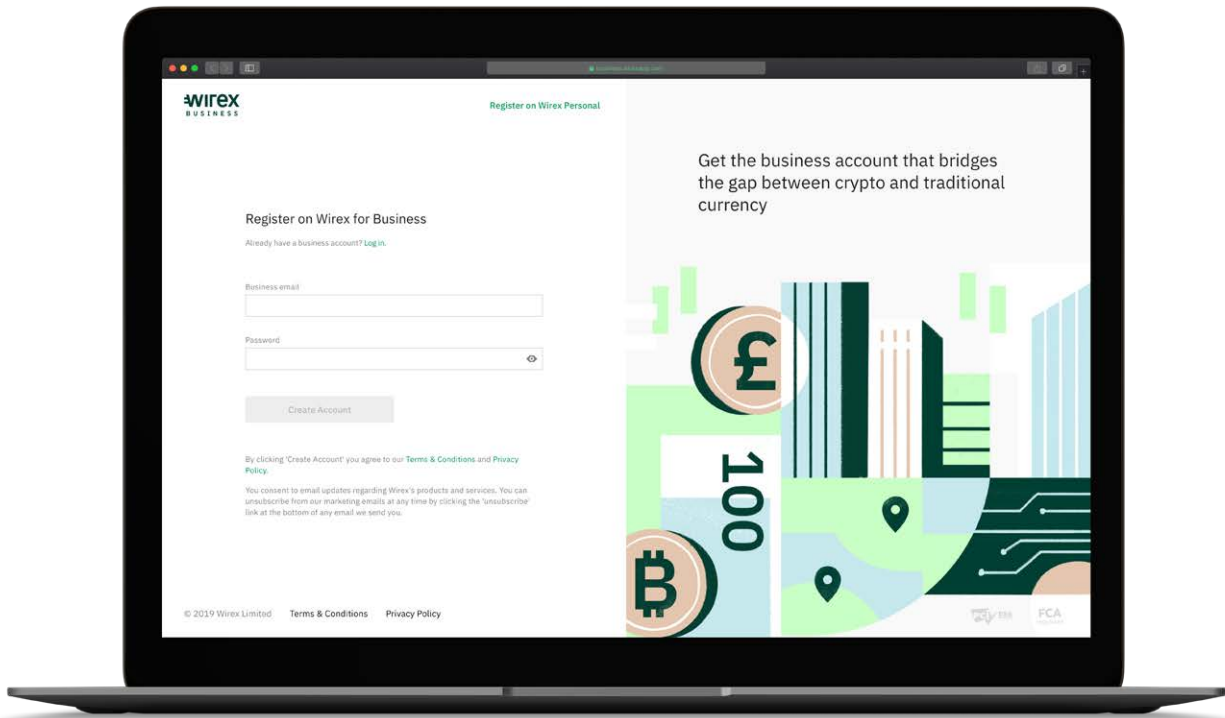 wirex
BUSINESS
Register on Wirex Personal
Register on Wirex for Business
Already have a business account? Log in.
Business email
Password
Create Account
By clicking 'Create Account' you agree to our Terms & Conditions and Privacy
Policy.
You consent to email updates regarding Wirex's products and services. You can
unsubscribe from our marketing emails at any time by clicking the 'unsubscribe'
link at the bottom of any email we send you.
© 2019 Wirex Limited Terms & Conditions Privacy Policy
Get the business account that bridges
the gap between crypto and traditional
currency
£
100
₿
PCI DSS
FCA